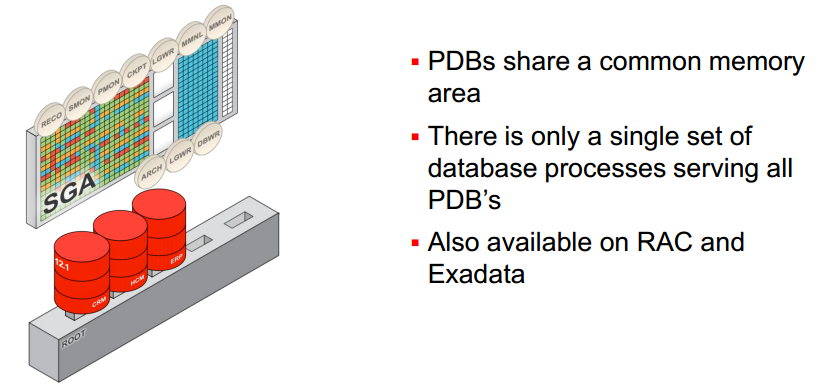 RECO
SMON
PMON
CKPT
LGWR
MMNL
MMON
SGA
ARCH
LGWR
DBWR
12.1
CRM
HCM
ERP
ROOT
▪ PDBs share a common memory
area
▪ There is only a single set of
database processes serving all
PDB’s
▪ Also available on RAC and
Exadata